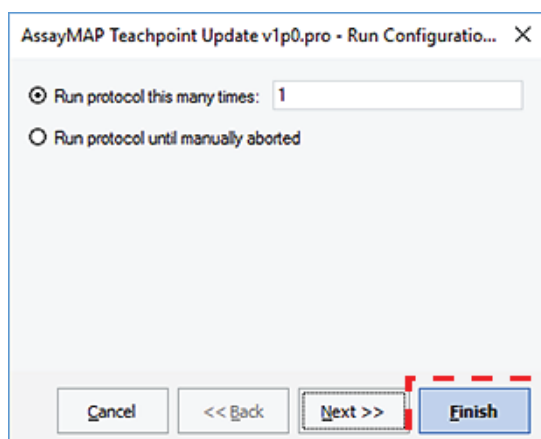 AssayMAP Teachpoint Update v1p0.pro - Run Configuratio...
Run protocol this many times: 1
Run protocol until manually aborted
Cancel << Back Next >> Finish